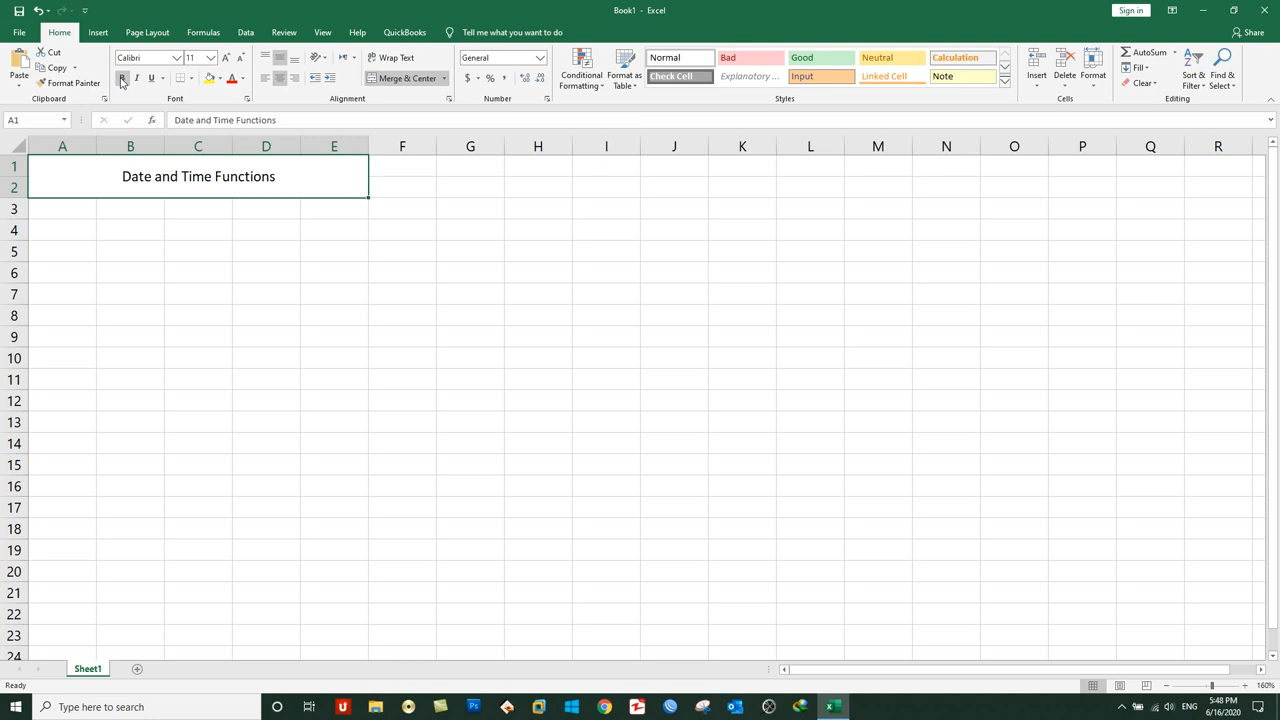 Book1 - Excel
Sign in
File Home Insert Page Layout Formulas Data Review View Help QuickBooks Tell me what you want to do Share
Paste Cut Copy Format Painter Clipboard
Calibri 11 Font
Wrap Text Merge & Center Alignment
General $ % , Number
Conditional Formatting Format as Table
Normal Bad Good Neutral Calculation
Check Cell Explanatory ... Input Linked Cell Note
Styles
Insert Delete Format Cells
AutoSum Fill Clear Sort & Filter Find & Select Editing
A1 fx Date and Time Functions
A B C D E F G H I J K L M N O P Q R
1
Date and Time Functions
2
3
4
5
6
7
8
9
10
11
12
13
14
15
16
17
18
19
20
21
22
23
24
Sheet1
Ready 160%
Type here to search
5:48 PM
6/16/2020